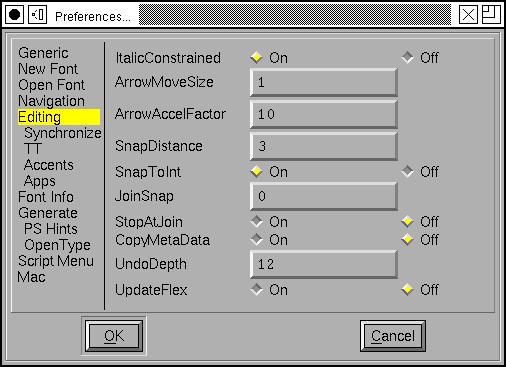 Preferences...
Generic
New Font
Open Font
Navigation
Editing
Synchronize
TT
Accents
Apps
Font Info
Generate
PS Hints
OpenType
Script Menu
Mac
ItalicConstrained On Off
ArrowMoveSize 1
ArrowAccelFactor 10
SnapDistance 3
SnapToInt On Off
JoinSnap 0
StopAtJoin On Off
CopyMetaData On Off
UndoDepth 12
UpdateFlex On Off
OK Cancel